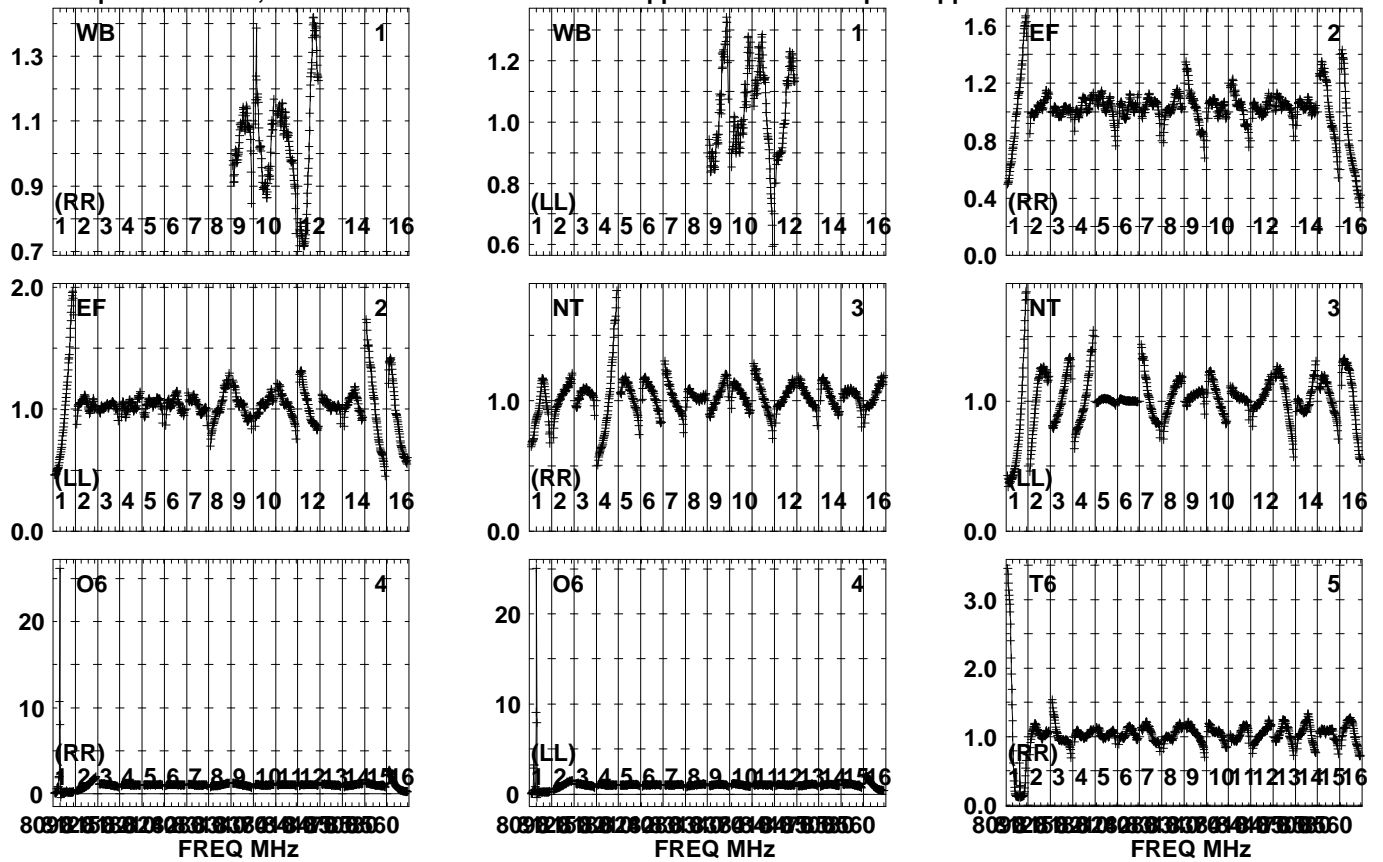 WB 1
1.3
1.1
0.9
0.7
(RR)
1 2 3 4 5 6 7 8 9 10 12 14 16
WB 1
1.2
1.0
0.8
0.6
(LL)
1 2 3 4 5 6 7 8 9 10 12 14 16
EF 2
1.6
1.2
0.8
0.4
0.0
(RR)
1 2 3 4 5 6 7 8 9 10 12 14 16
EF 2
2.0
1.0
0.0
(LL)
1 2 3 4 5 6 7 8 9 10 12 14 16
NT 3
1.0
0.0
(RR)
1 2 3 4 5 6 7 8 9 10 12 14 16
NT 3
1.0
0.0
(LL)
1 2 3 4 5 6 7 8 9 10 12 14 16
O6 4
20
10
0
(RR)
1 2 3 4 5 6 7 8 9 10 11 12 13 14 15 16
FREQ MHz
O6 4
20
10
0
(LL)
1 2 3 4 5 6 7 8 9 10 11 12 13 14 15 16
FREQ MHz
T6 5
3.0
2.0
1.0
0.0
(RR)
1 2 3 4 5 6 7 8 9 10 11 12 13 14 15 16
FREQ MHz